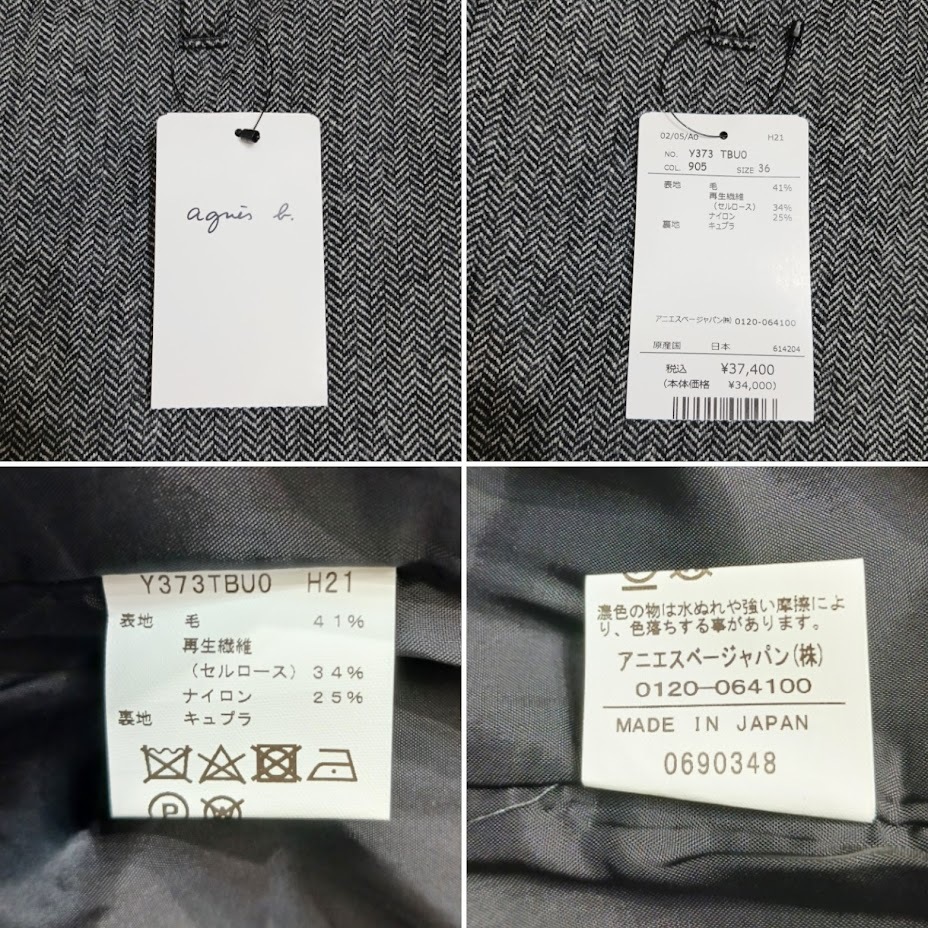 agnès b.
02/05/A0 H21
NO. Y373 TBU0
COL. 905 SIZE 36
表地 毛 41%
再生繊維
(セルロース) 34%
ナイロン 25%
裏地 キュプラ
アニエスベージャパン㈱ 0120-064100
原産国 日本 614204
税込 ¥37,400
(本体価格 ¥34,000)
Y373TBU0 H21
表地 毛 41%
再生繊維
(セルロース) 34%
ナイロン 25%
裏地 キュプラ
P
濃色の物は水ぬれや強い摩擦によ
り、色落ちする事があります。
アニエスベージャパン(株)
0120-064100
MADE IN JAPAN
0690348